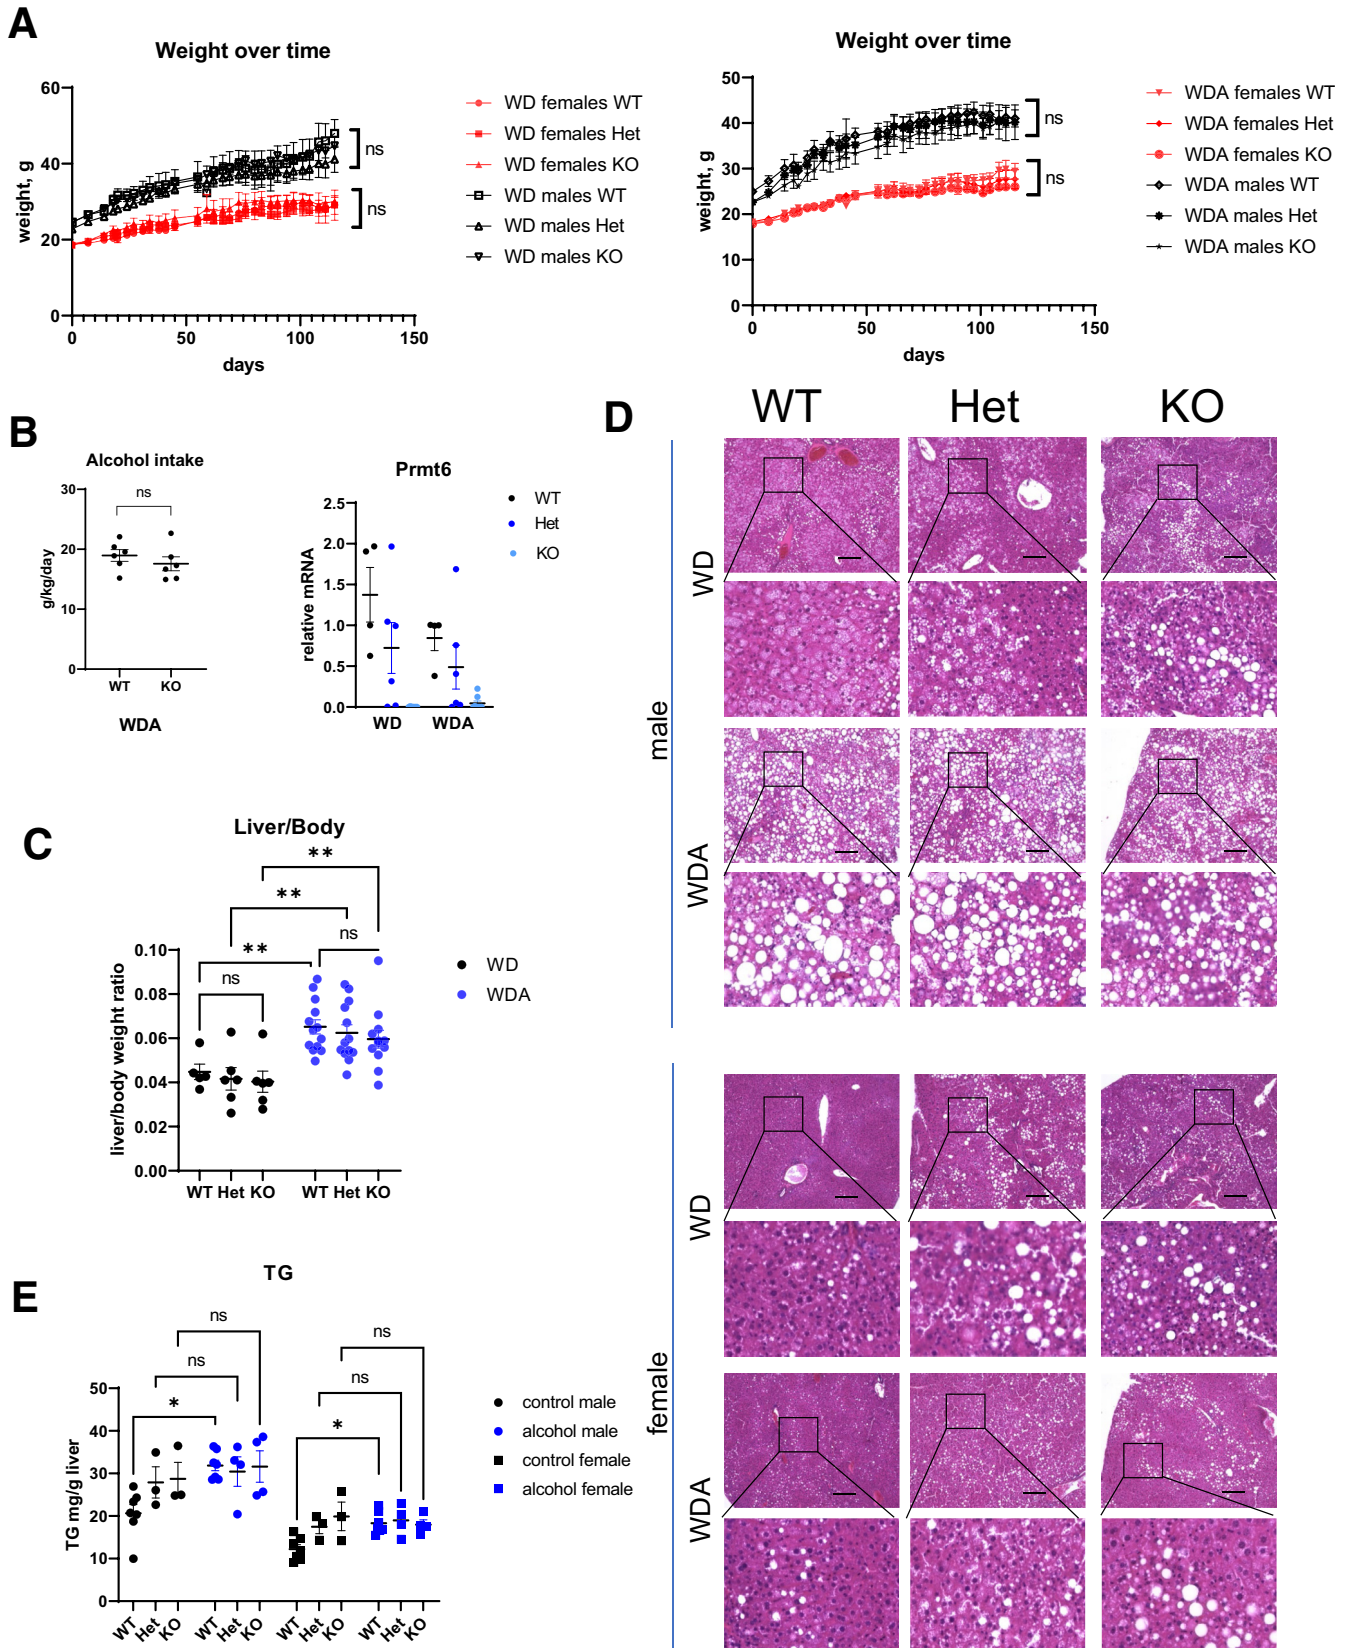 A
Weight over time
weight, g
60
40
20
0
0 50 100 150
days
ns
ns
WD females WT
WD females Het
WD females KO
WD males WT
WD males Het
WD males KO
Weight over time
weight, g
50
40
30
20
10
0
0 50 100 150
days
ns
ns
WDA females WT
WDA females Het
WDA females KO
WDA males WT
WDA males Het
WDA males KO
B
Alcohol intake
ns
g/kg/day
30
20
10
0
WT KO
WDA
Prmt6
relative mRNA
2.5
2.0
1.5
1.0
0.5
0.0
WD WDA
WT
Het
KO
C
Liver/Body
**
**
**
ns
ns
liver/body weight ratio
0.10
0.08
0.06
0.04
0.02
0.00
WT Het KO WT Het KO
WD
WDA
D
WT Het KO
male
WD
WDA
female
WD
WDA
E
TG
ns
ns
*
ns
ns
*
TG mg/g liver
50
40
30
20
10
0
WT Het KO WT Het KO WT Het KO WT Het KO
control male
alcohol male
control female
alcohol female